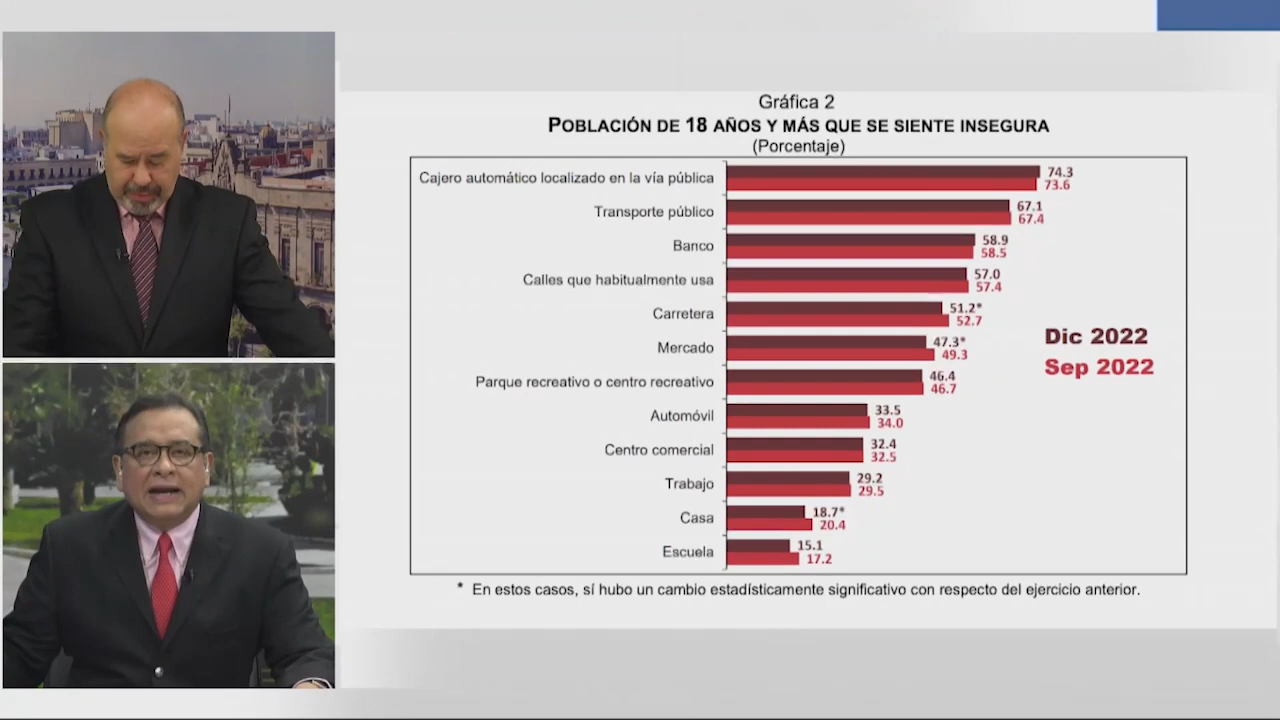 Gráfica 2
POBLACIÓN DE 18 AÑOS Y MÁS QUE SE SIENTE INSEGURA
(Porcentaje)
Cajero automático localizado en la vía pública 74.3
73.6
Transporte público 67.1
67.4
Banco 58.9
58.5
Calles que habitualmente usa 57.0
57.4
Carretera 51.2*
52.7
Mercado 47.3*
49.3
Parque recreativo o centro recreativo 46.4
46.7
Automóvil 33.5
34.0
Centro comercial 32.4
32.5
Trabajo 29.2
29.5
Casa 18.7*
20.4
Escuela 15.1
17.2
Dic 2022
Sep 2022
* En estos casos, sí hubo un cambio estadísticamente significativo con respecto del ejercicio anterior.